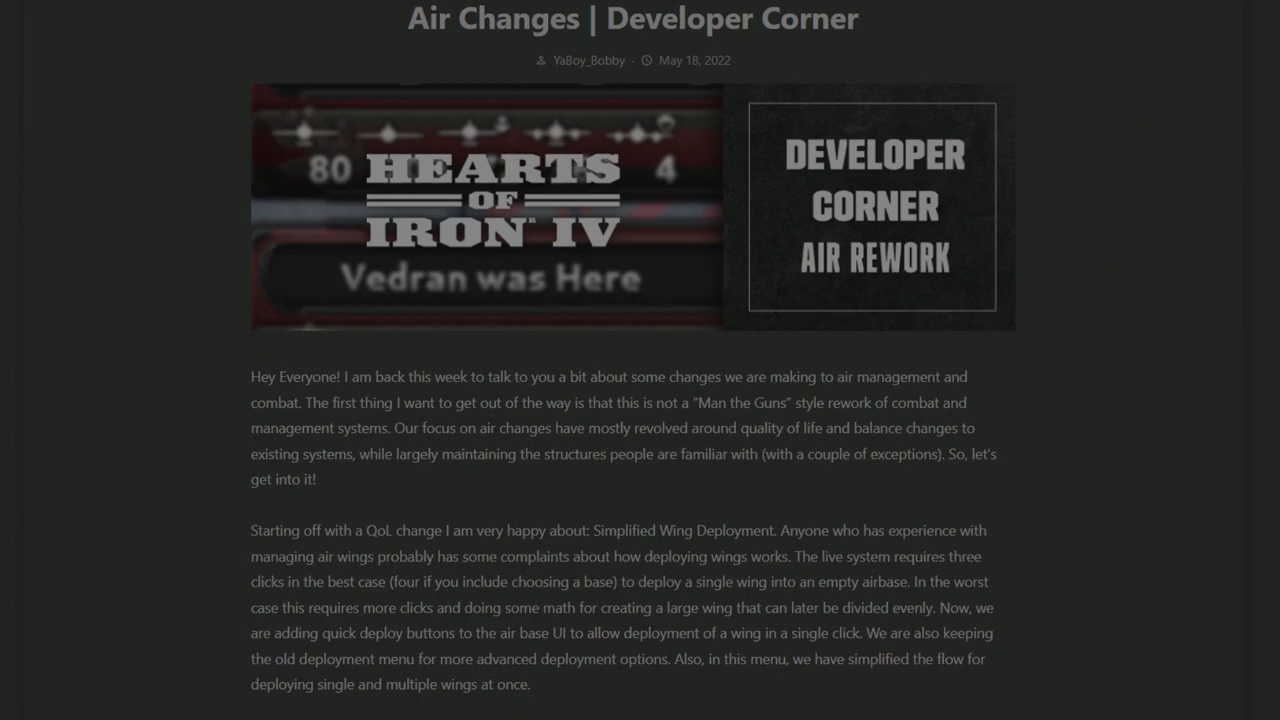 Air Changes | Developer Corner
YaBoy_Bobby · May 18, 2022
80 4
HEARTS
OF
IRON IV
Vedran was Here
DEVELOPER
CORNER
AIR REWORK
Hey Everyone! I am back this week to talk to you a bit about some changes we are making to air management and
combat. The first thing I want to get out of the way is that this is not a "Man the Guns" style rework of combat and
management systems. Our focus on air changes have mostly revolved around quality of life and balance changes to
existing systems, while largely maintaining the structures people are familiar with (with a couple of exceptions). So, let's
get into it!
Starting off with a QoL change I am very happy about: Simplified Wing Deployment. Anyone who has experience with
managing air wings probably has some complaints about how deploying wings works. The live system requires three
clicks in the best case (four if you include choosing a base) to deploy a single wing into an empty airbase. In the worst
case this requires more clicks and doing some math for creating a large wing that can later be divided evenly. Now, we
are adding quick deploy buttons to the air base UI to allow deployment of a wing in a single click. We are also keeping
the old deployment menu for more advanced deployment options. Also, in this menu, we have simplified the flow for
deploying single and multiple wings at once.